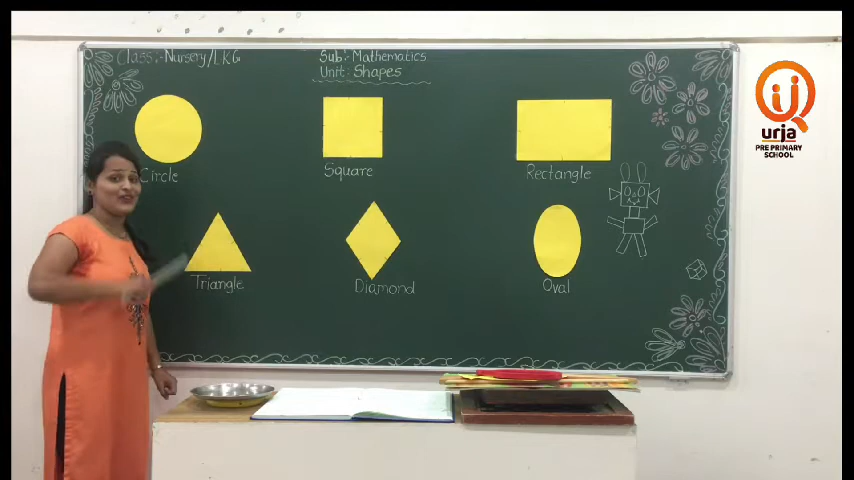 Class:- Nursery/LKG
Sub:- Mathematics
Unit: Shapes
Circle
Square
Rectangle
Triangle
Diamond
Oval
urja
PRE PRIMARY
SCHOOL